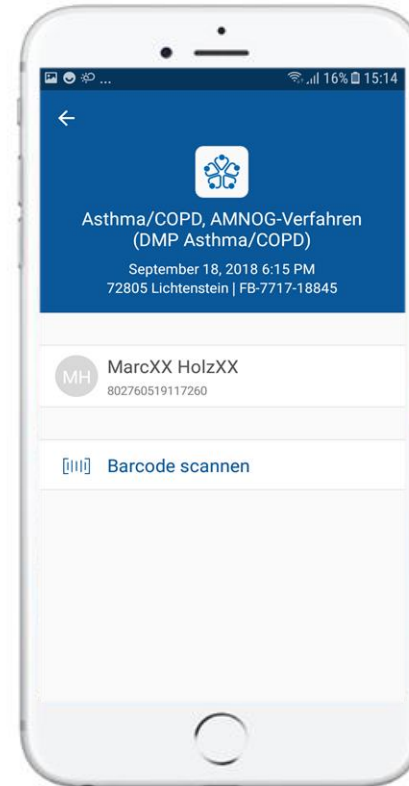 ... 16% 15:14
Asthma/COPD, AMNOG-Verfahren
(DMP Asthma/COPD)
September 18, 2018 6:15 PM
72805 Lichtenstein | FB-7717-18845
MH
MarcXX HolzXX
802760519117260
Barcode scannen